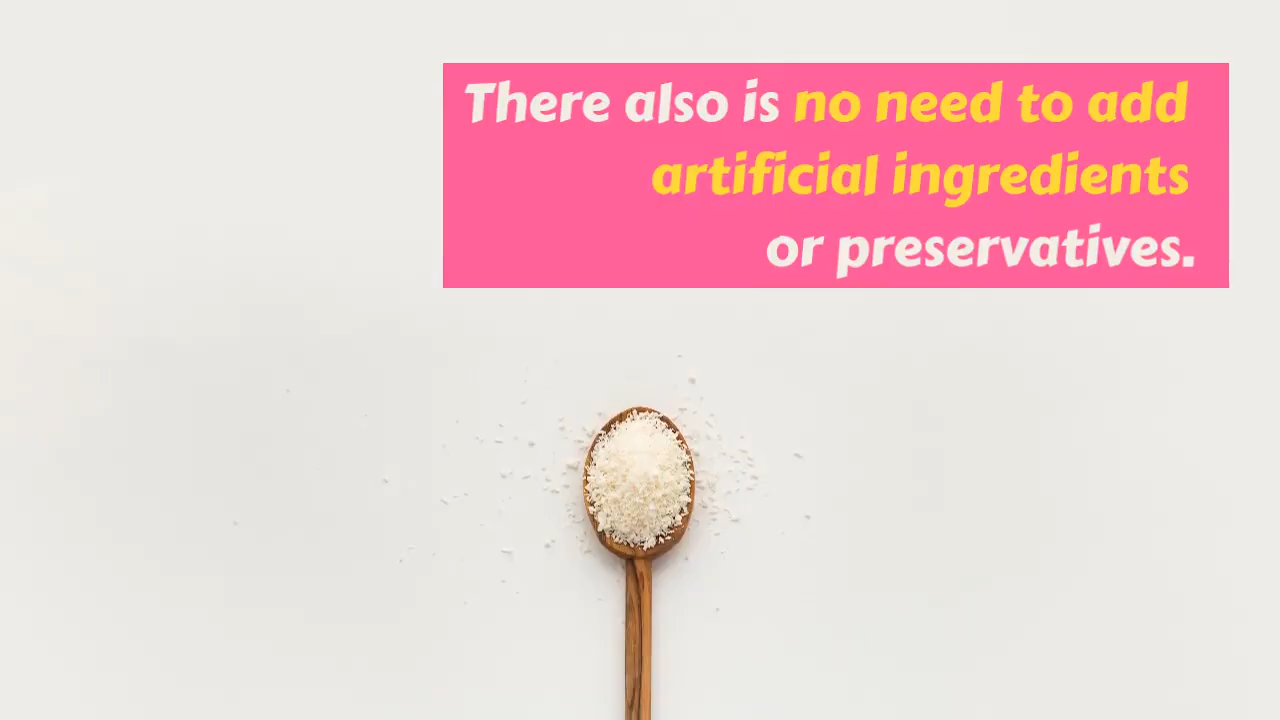 There also is no need to add
artificial ingredients
or preservatives.